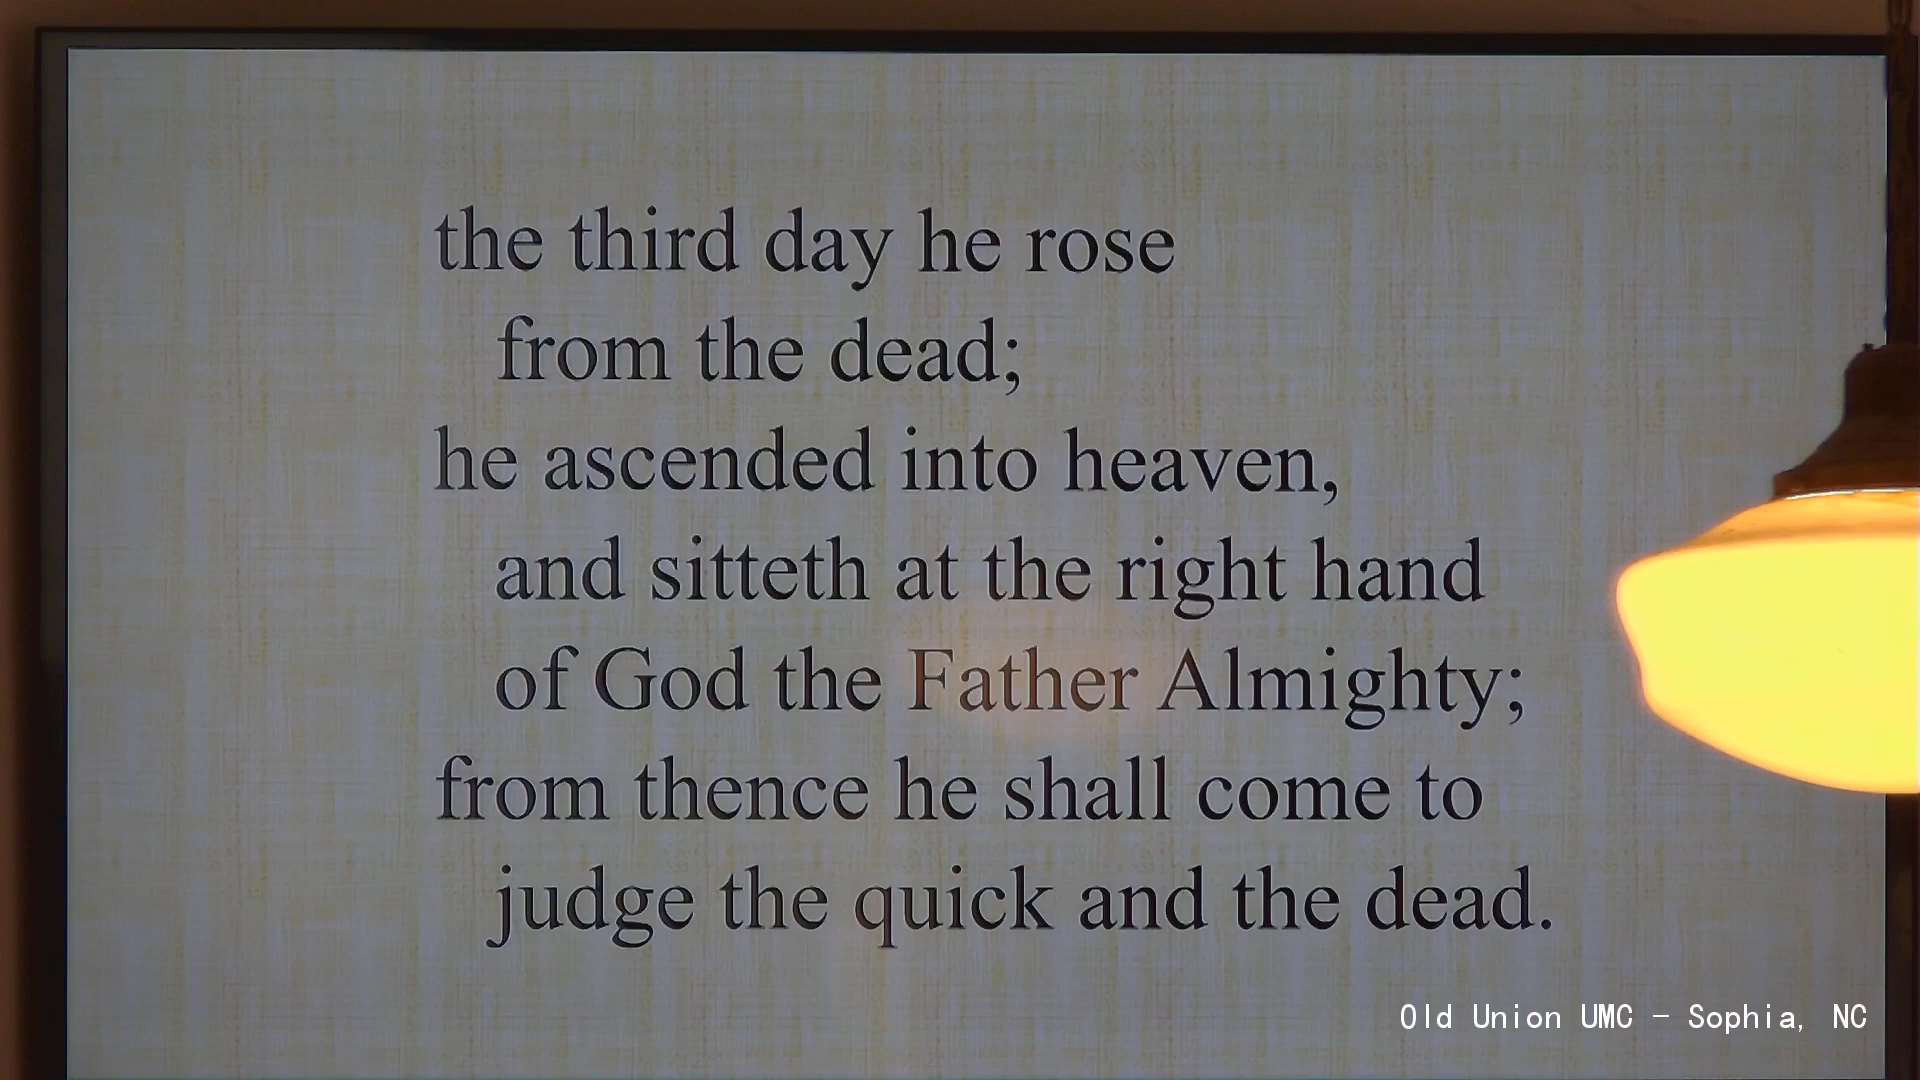 the third day he rose
from the dead;
he ascended into heaven,
and sitteth at the right hand
of God the Father Almighty;
from thence he shall come to
judge the quick and the dead.
Old Union UMC - Sophia, NC